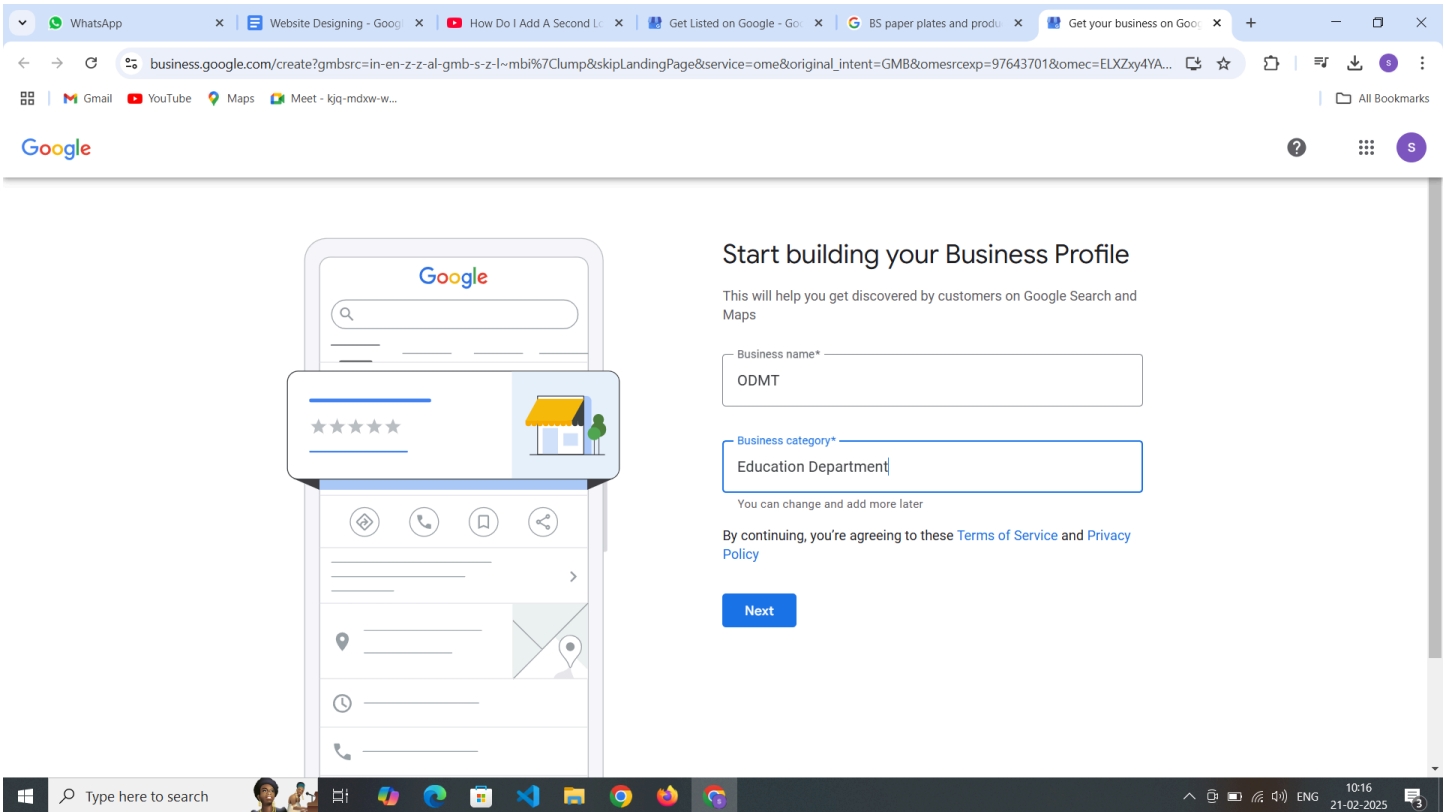 WhatsApp
Website Designing - Goog
How Do I Add A Second Lo
Get Listed on Google - Goo
BS paper plates and produ
Get your business on Goog
business.google.com/create?gmbsrc=in-en-z-z-al-gmb-s-z-l~mbi%7Clump&skipLandingPage&service=ome&original_intent=GMB&omesrcexp=97643701&omec=ELXZxy4YA...
S
Gmail
YouTube
Maps
Meet - kjq-mdxw-w...
All Bookmarks
Google
S
Google
Start building your Business Profile
This will help you get discovered by customers on Google Search and
Maps
Business name*
ODMT
Business category*
Education Department
You can change and add more later
By continuing, you're agreeing to these Terms of Service and Privacy
Policy
Next
Type here to search
ENG
10:16
21-02-2025
3